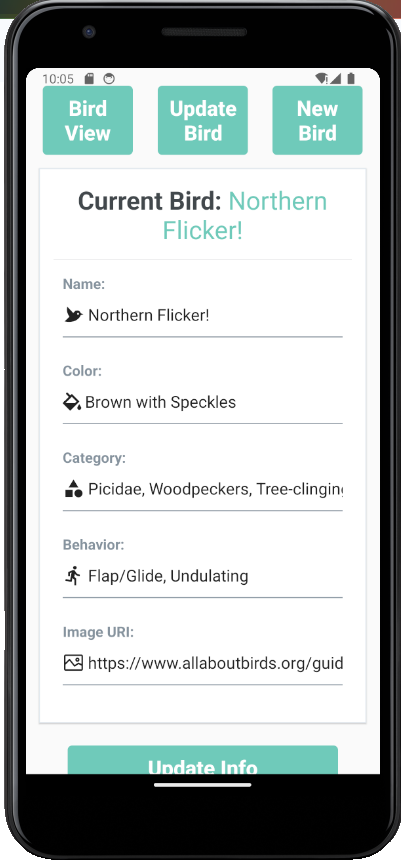 10:05
Bird View
Update Bird
New Bird
Current Bird: Northern
Flicker!
Name:
Northern Flicker!
Color:
Brown with Speckles
Category:
Picidae, Woodpeckers, Tree-clinging
Behavior:
Flap/Glide, Undulating
Image URI:
https://www.allaboutbirds.org/guid
Update Info